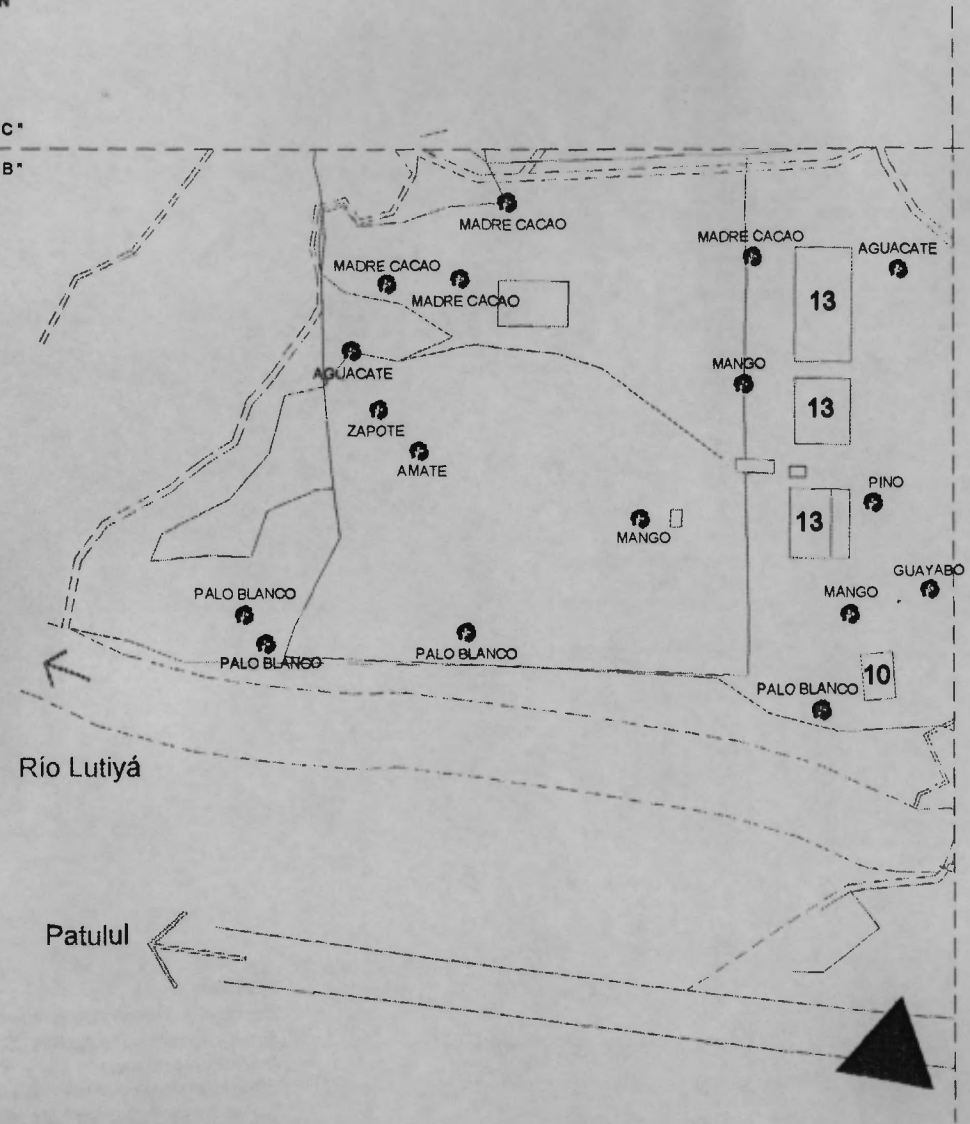 N
C"
B"
MADRE CACAO
MADRE CACAO
AGUACATE
MADRE CACAO
MADRE CACAO
13
MANGO
AGUACATE
13
ZAPOTE
AMATE
PINO
13
MANGO
GUAYABO
MANGO
PALO BLANCO
PALO BLANCO
PALO BLANCO
10
PALO BLANCO
Río Lutiyá
Patulul